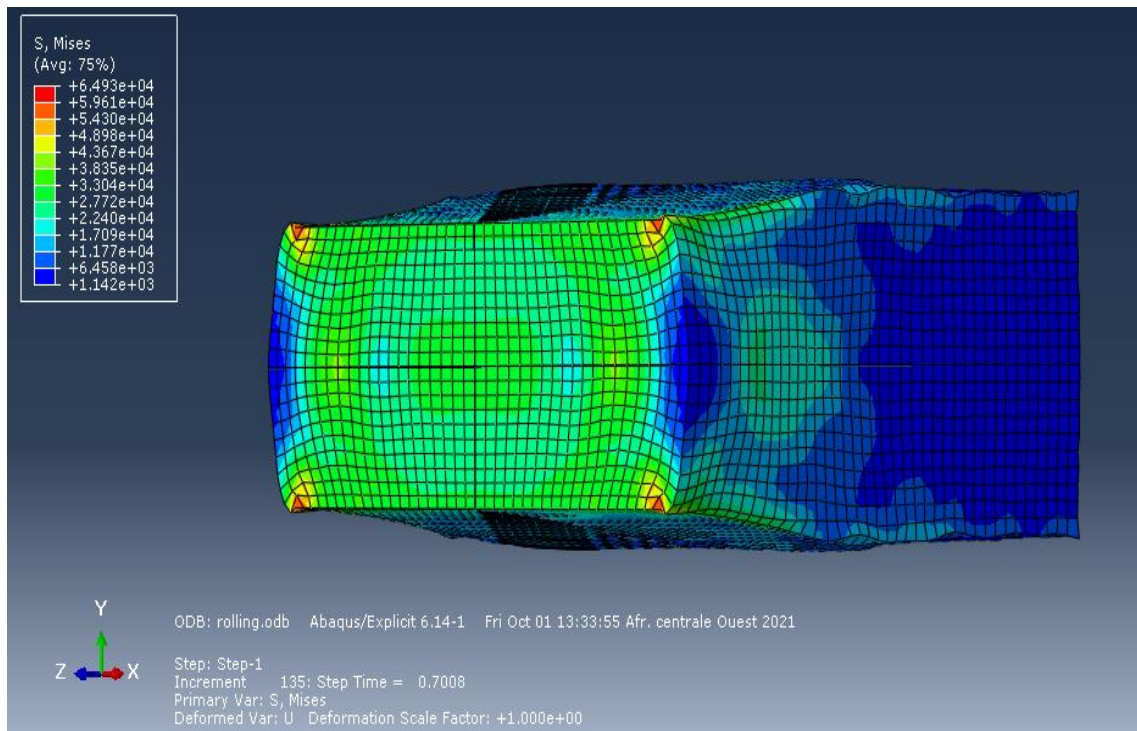 S, Mises
(Avg: 75%)
+6.493e+04
+5.961e+04
+5.430e+04
+4.898e+04
+4.367e+04
+3.835e+04
+3.304e+04
+2.772e+04
+2.240e+04
+1.709e+04
+1.177e+04
+6.458e+03
+1.142e+03
Y
Z X
ODB: rolling.odb Abaqus/Explicit 6.14-1 Fri Oct 01 13:33:55 Afr. centrale Ouest 2021
Step: Step-1
Increment 135: Step Time = 0.7008
Primary Var: S, Mises
Deformed Var: U Deformation Scale Factor: +1.000e+00